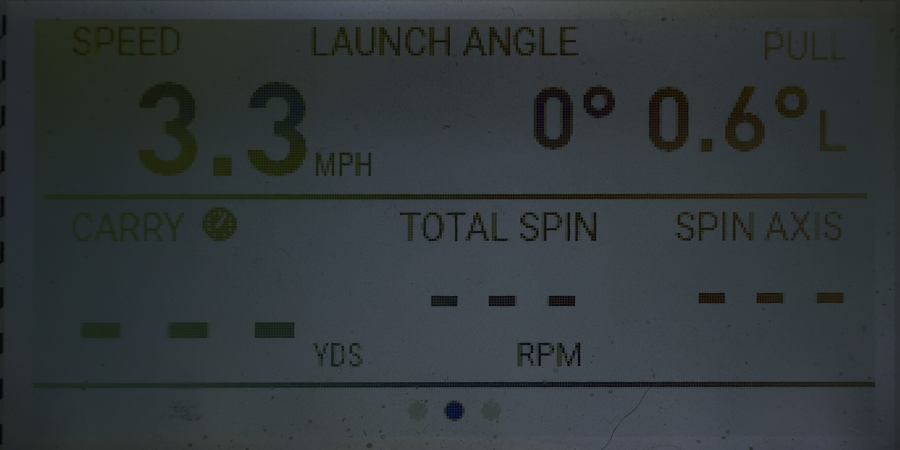 SPEED LAUNCH ANGLE PULL
3.3 MPH 0° 0.6° L
CARRY TOTAL SPIN SPIN AXIS
--- YDS --- RPM ---